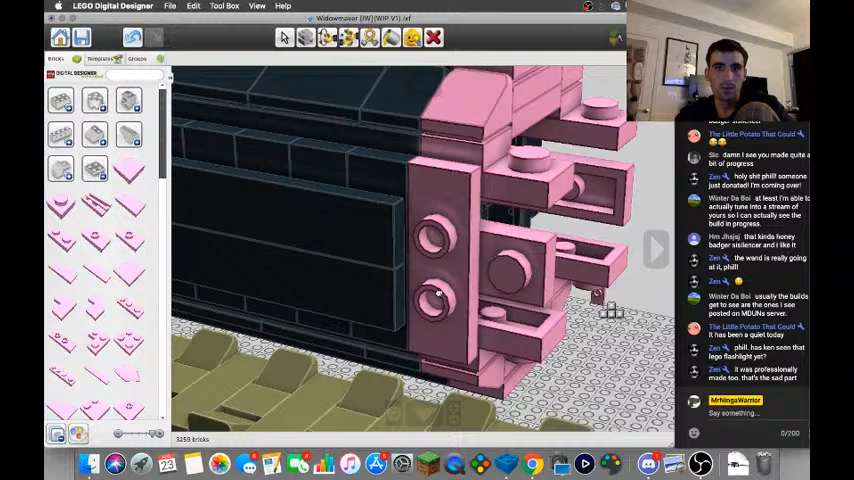 LEGO Digital Designer File Edit Tool Box View Help
Widowmaker [IW] (WIP V1).lxf
Bricks Templates Groups
3259 bricks
badger silencer
The Little Potato That Could
Sic damn I see you made quite a
bit of progress
Zen holy shit phill! someone
just donated! I'm coming over!
Winter Da Boi at least I'm able to
actually tune into a stream of
yours so I can actually see the
build in progress.
Hm Jhsjsj that kinda honey
badger sisilencer and i like it
Zen the wand is really going
at it, phill!
Zen
Winter Da Boi usually the builds i
get to see are the ones i see
posted on MDUNs server.
The Little Potato That Could
It has been a quiet today
Zen phill. has ken seen that
lego flashlight yet?
Zen it was professionally
made too. that's the sad part
MrNingaWarrior
Say something...
0/200